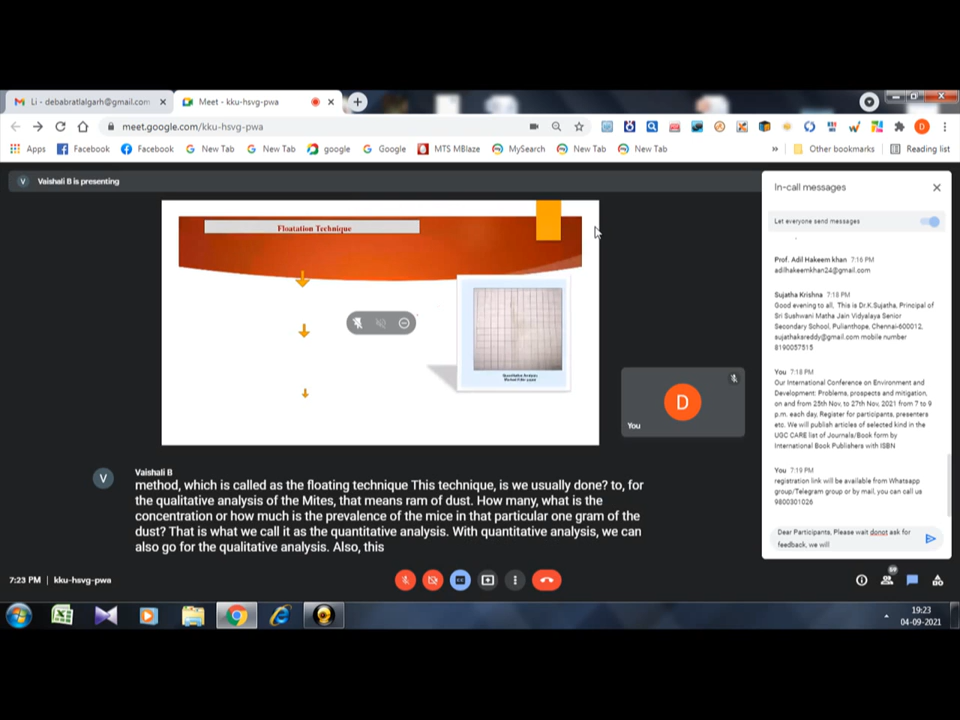 Li - debabratlalgarh@gmail.com
Meet - kku-hsvg-pwa
meet.google.com/kku-hsvg-pwa
Apps
Facebook
Facebook
New Tab
New Tab
google
Google
MTS MBlaze
MySearch
New Tab
New Tab
Other bookmarks
Reading list
V
Vaishali B is presenting
Floatation Technique
D
You
V
Vaishali B
method, which is called as the floating technique This technique, is we usually done? to, for
the qualitative analysis of the Mites, that means ram of dust. How many, what is the
concentration or how much is the prevalence of the mice in that particular one gram of the
dust? That is what we call it as the quantitative analysis. With quantitative analysis, we can
also go for the qualitative analysis. Also, this
In-call messages
Let everyone send messages
Prof. Adil Hakeem khan 7:16 PM
adilhakeemkhan24@gmail.com
Sujatha Krishna 7:18 PM
Good evening to all, This is Dr.K.Sujatha, Principal of
Sri Sushwani Matha Jain Vidyalaya Senior
Secondary School, Pulianthope, Chennai-600012,
sujathaksreddy@gmail.com mobile number
8190057515
You 7:18 PM
Our International Conference on Environment and
Development: Problems, prospects and mitigation,
on and from 25th Nov, to 27th Nov, 2021 from 7 to 9
p.m. each day, Register for participants, presenters
etc. We will publish articles of selected kind in the
UGC CARE list of Journals/Book form by
International Book Publishers with ISBN
You 7:19 PM
registration link will be available from Whatsapp
group/Telegram group or by mail. you can call us
9800301026
Dear Participants, Please wait donot ask for
feedback, we will
7:23 PM | kku-hsvg-pwa
D
19:23
04-09-2021